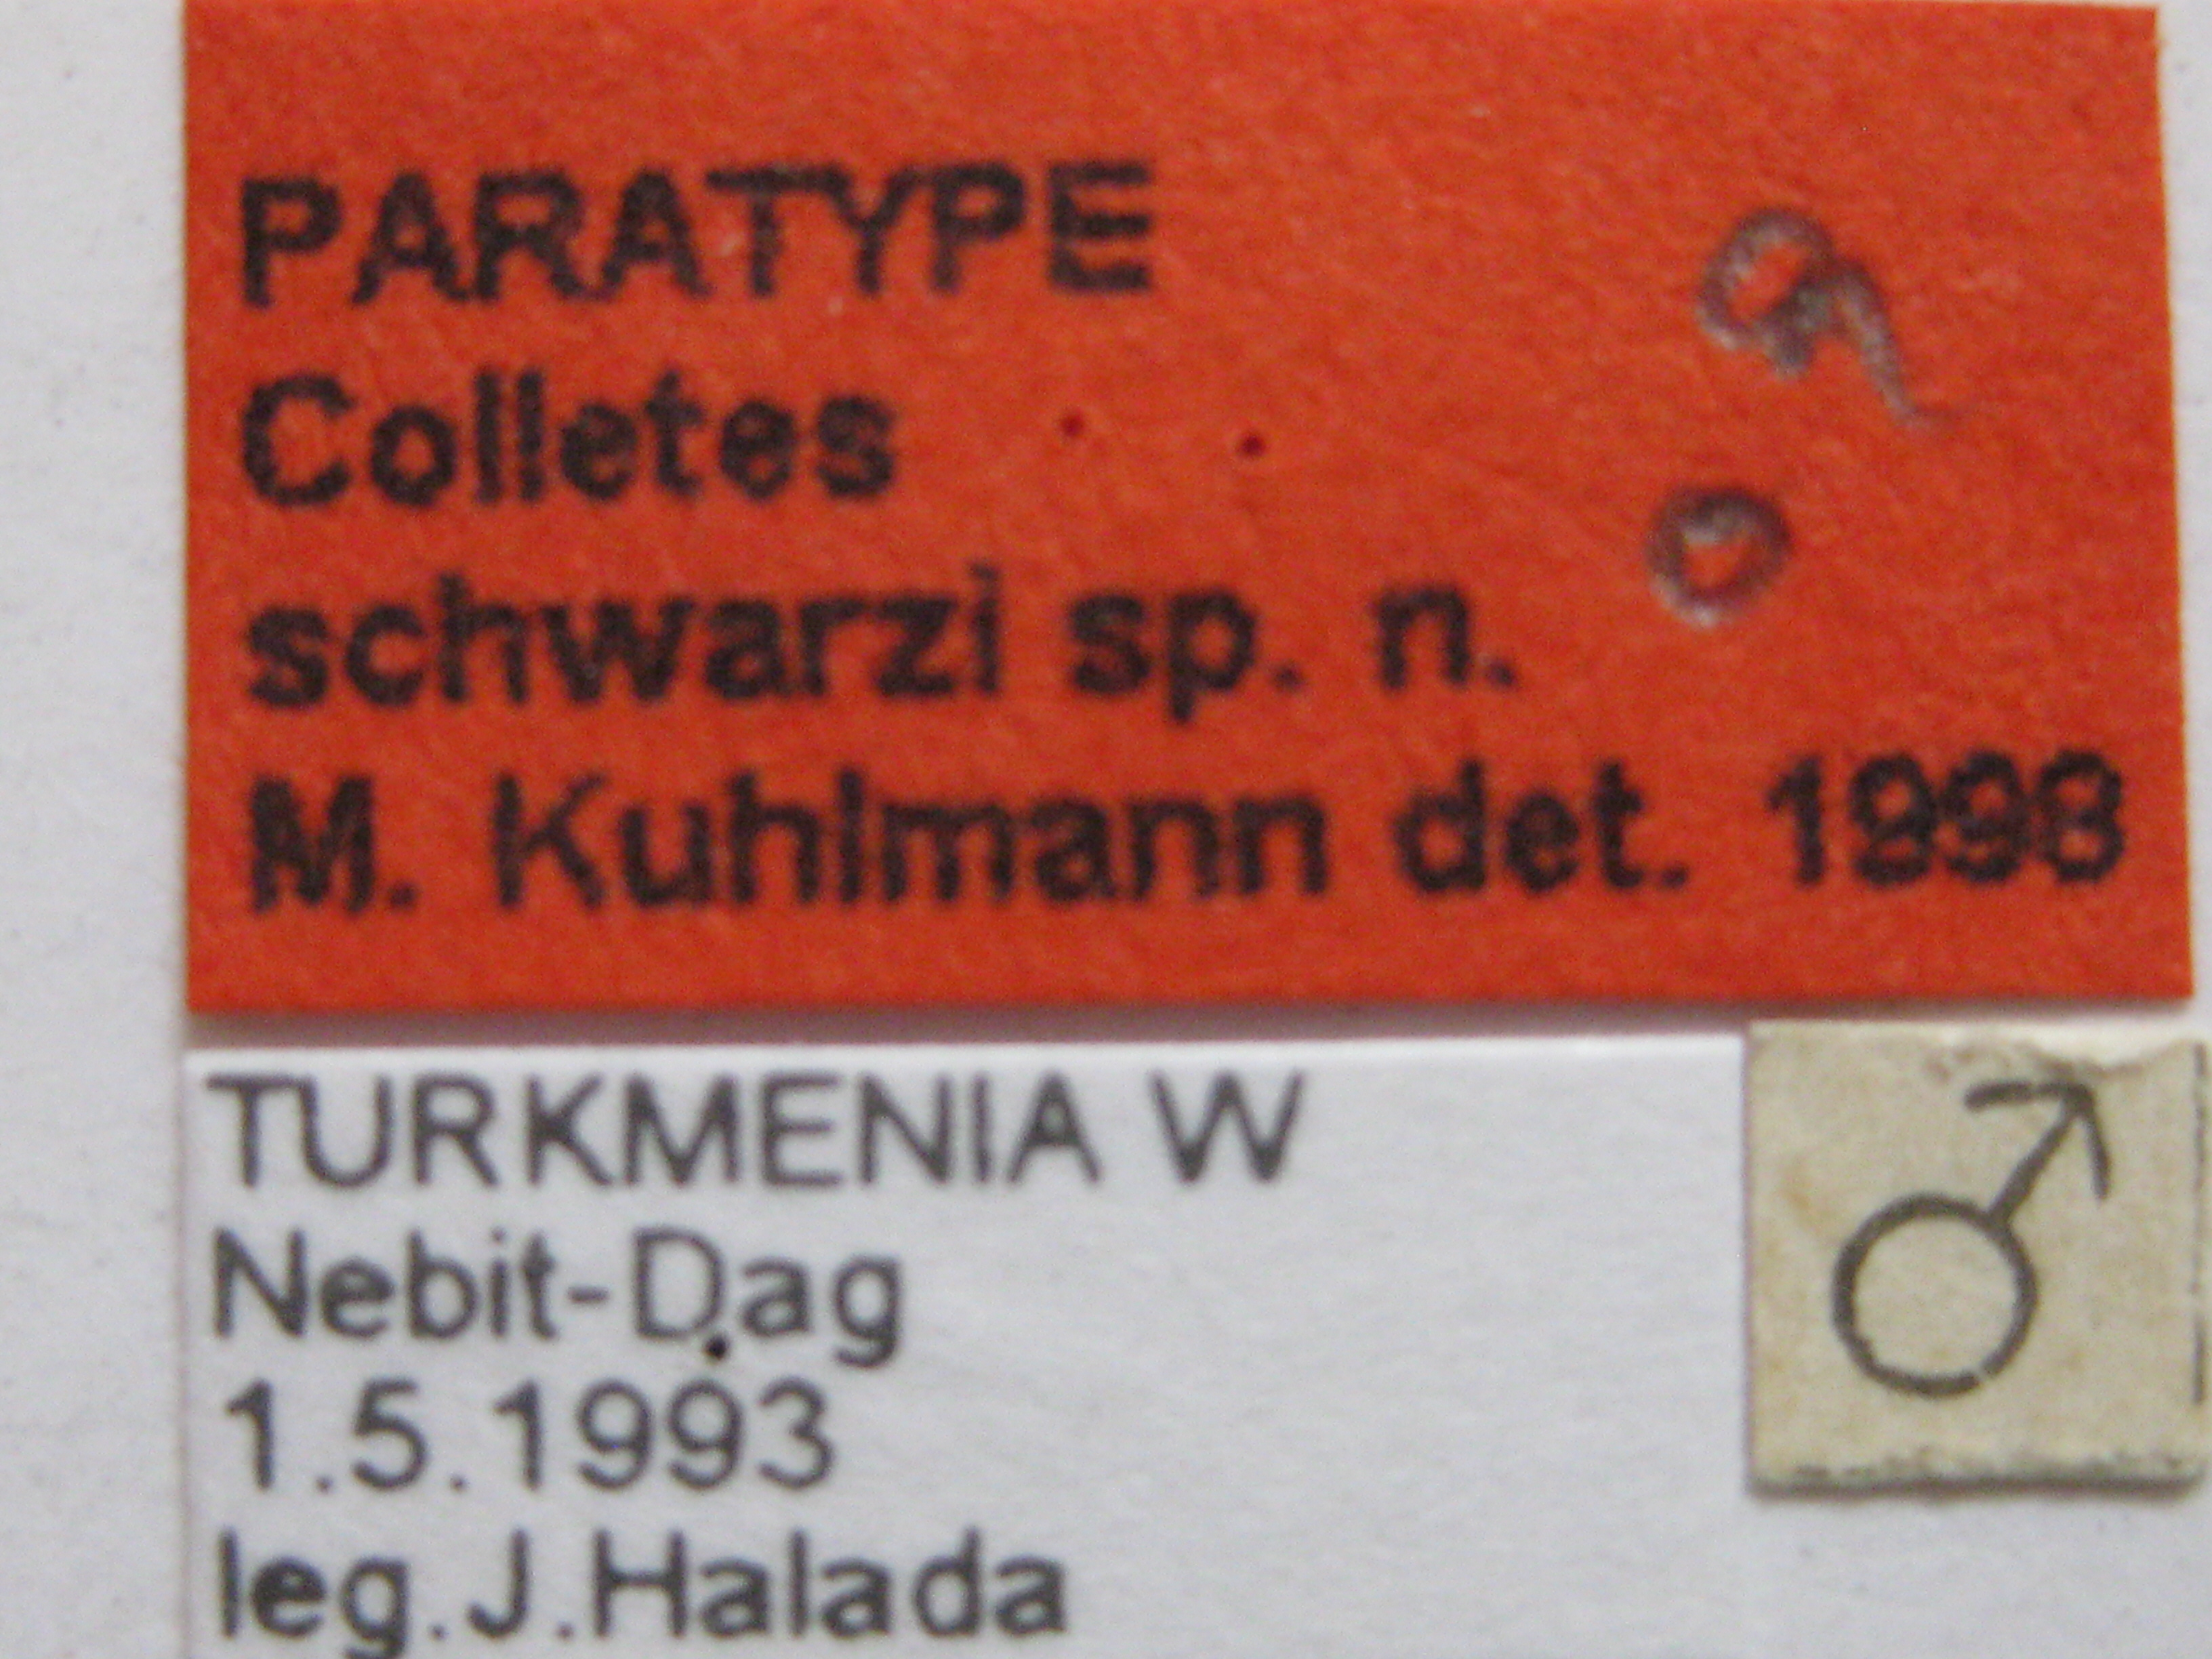 PARATYPE
Colletes
schwarzi sp. n.
M. Kuhlmann det. 1998
TURKMENIA W
♂
Nebit-Dag
1.5.1993
leg.J.Halada